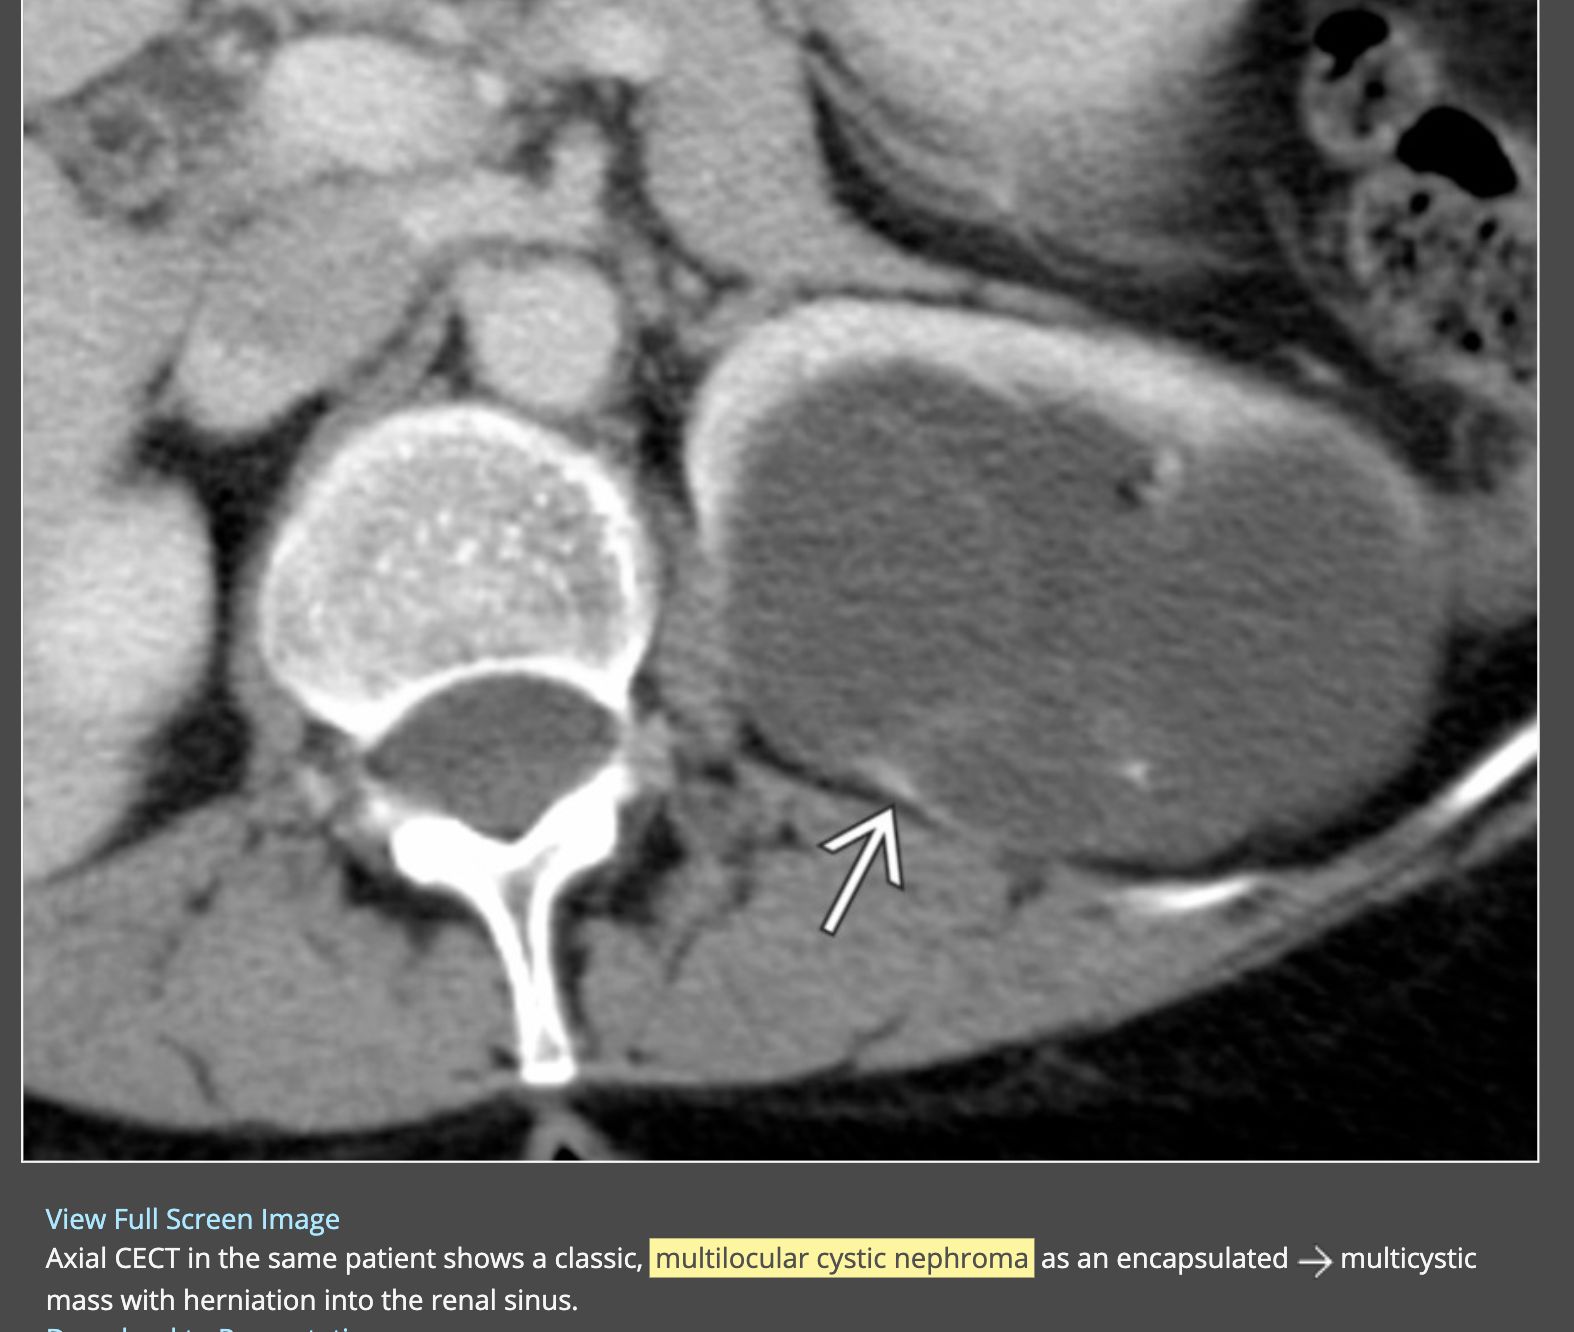 View Full Screen Image
Axial CECT in the same patient shows a classic, multilocular cystic nephroma as an encapsulated → multicystic
mass with herniation into the renal sinus.